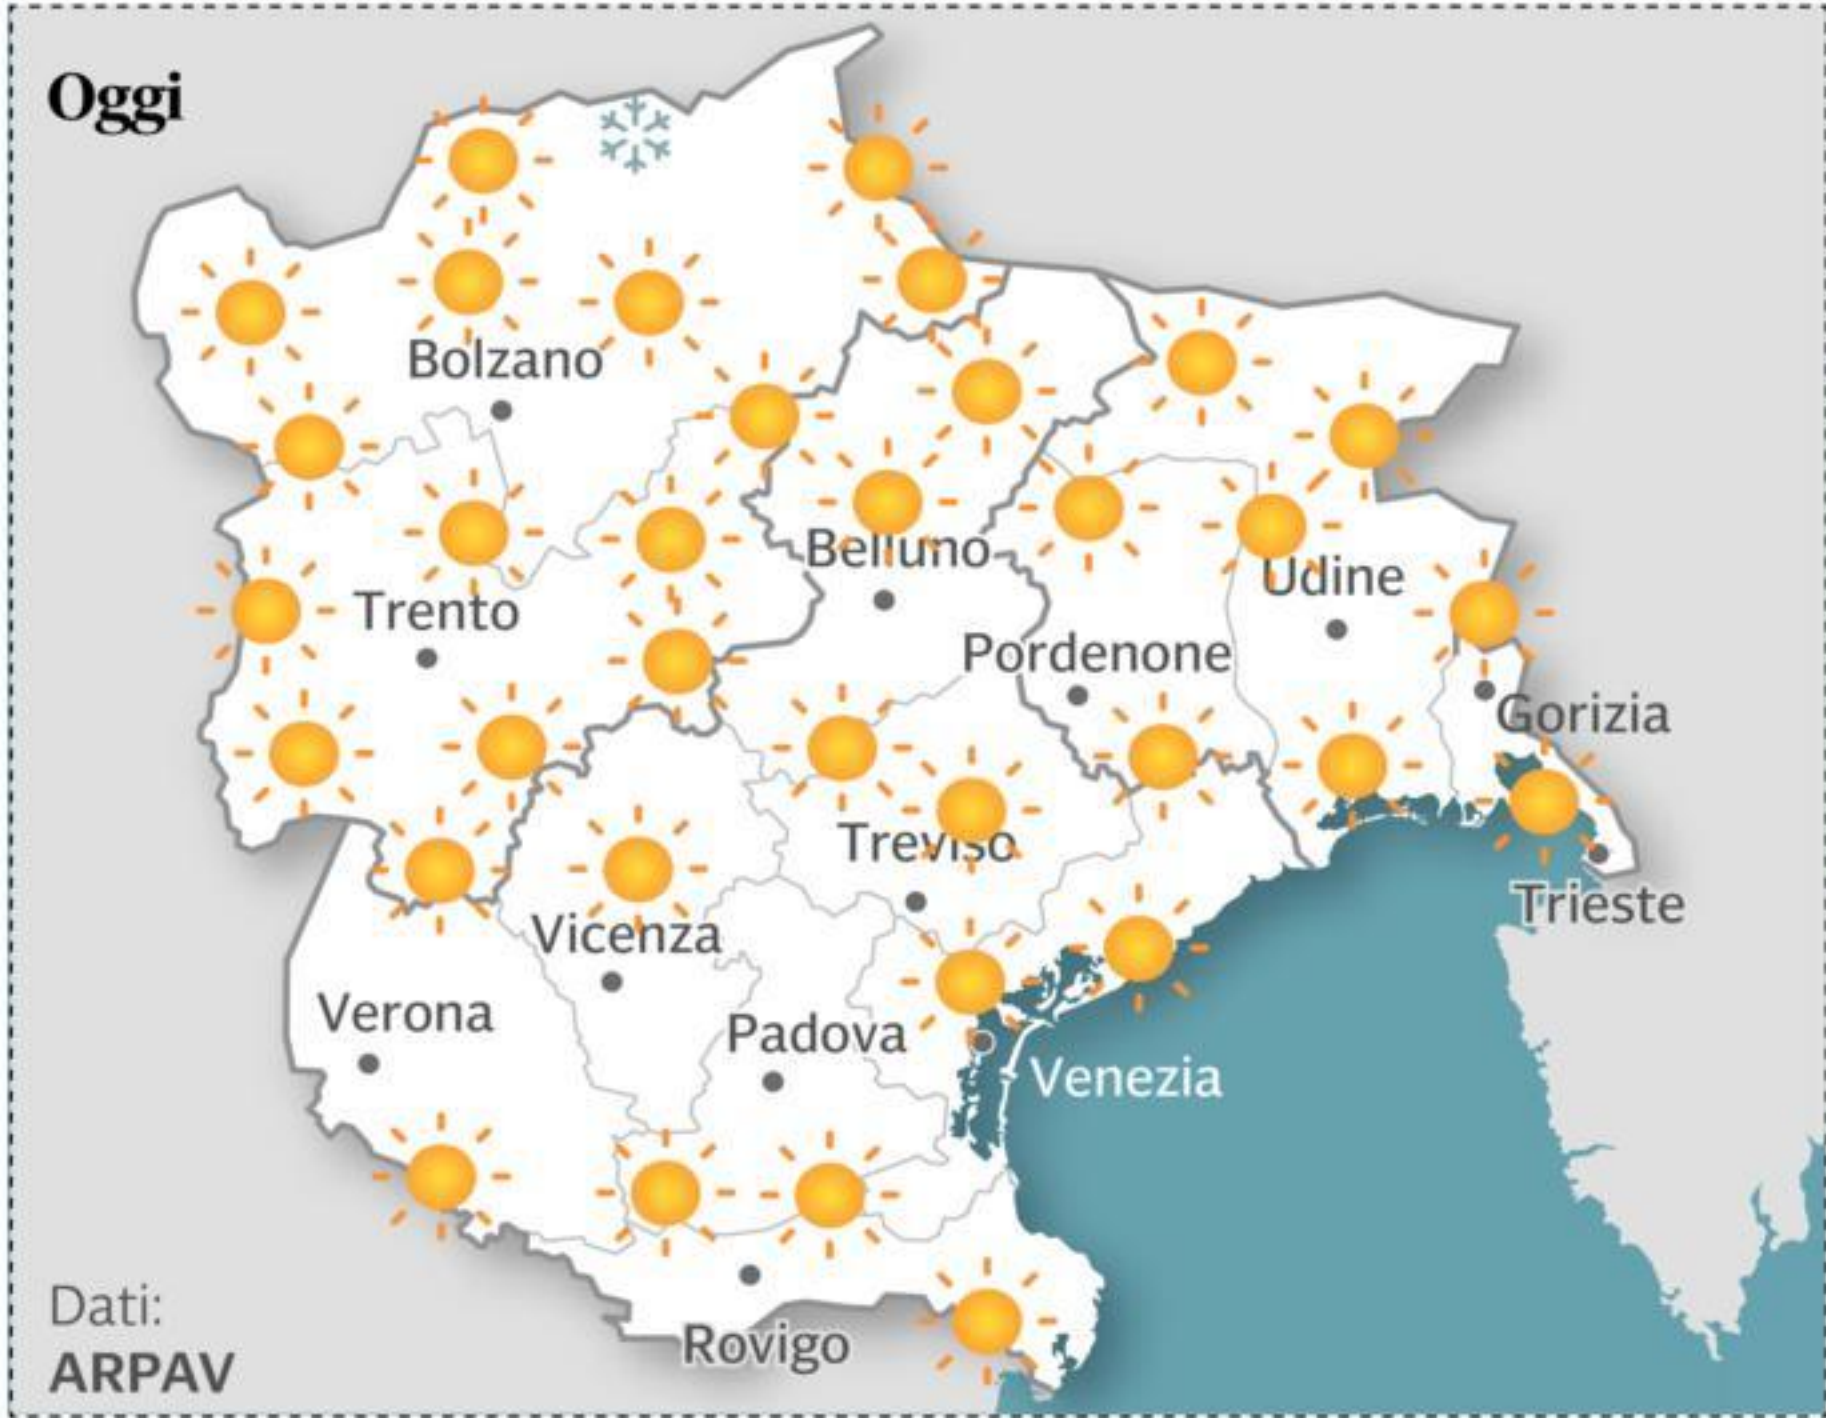 Oggi
Bolzano
Belluno
Udine
Trento
Pordenone
Gorizia
Treviso
Trieste
Vicenza
Verona
Padova
Venezia
Rovigo
Dati:
ARPAV